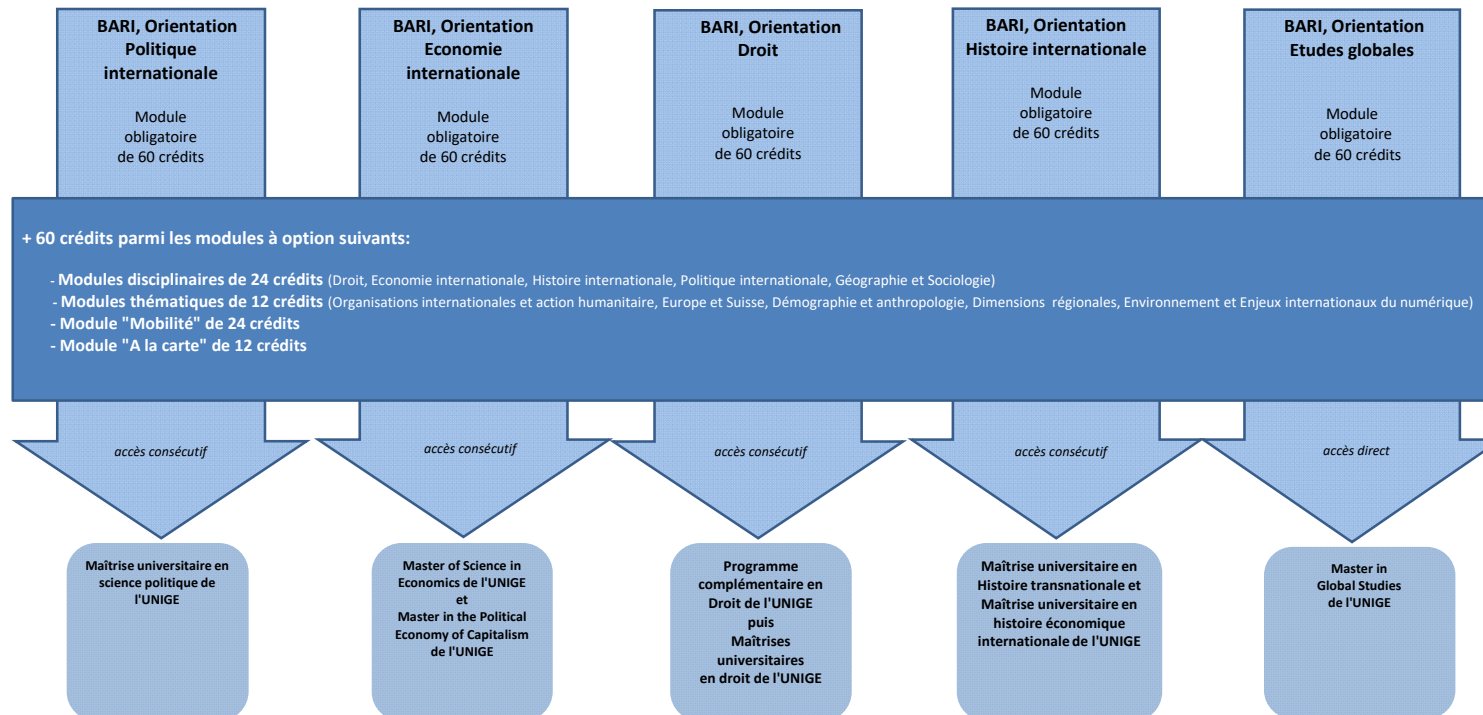 BARI, Orientation
Politique
internationale
Module
obligatoire
de 60 crédits
BARI, Orientation
Economie
internationale
Module
obligatoire
de 60 crédits
BARI, Orientation
Droit
Module
obligatoire
de 60 crédits
BARI, Orientation
Histoire internationale
Module
obligatoire
de 60 crédits
BARI, Orientation
Etudes globales
Module
obligatoire
de 60 crédits
+ 60 crédits parmi les modules à option suivants:
- Modules disciplinaires de 24 crédits (Droit, Economie internationale, Histoire internationale, Politique internationale, Géographie et Sociologie)
- Modules thématiques de 12 crédits (Organisations internationales et action humanitaire, Europe et Suisse, Démographie et anthropologie, Dimensions régionales, Environnement et Enjeux internationaux du numérique)
- Module "Mobilité" de 24 crédits
- Module "A la carte" de 12 crédits
accès consécutif
accès consécutif
accès consécutif
accès consécutif
accès direct
Maîtrise universitaire en
science politique de
l'UNIGE
Master of Science in
Economics de l'UNIGE
et
Master in the Political
Economy of Capitalism
de l'UNIGE
Programme
complémentaire en
Droit de l'UNIGE
puis
Maîtrises
universitaires
en droit de l'UNIGE
Maîtrise universitaire en
Histoire transnationale et
Maîtrise universitaire en
histoire économique
internationale de l'UNIGE
Master in
Global Studies
de l'UNIGE